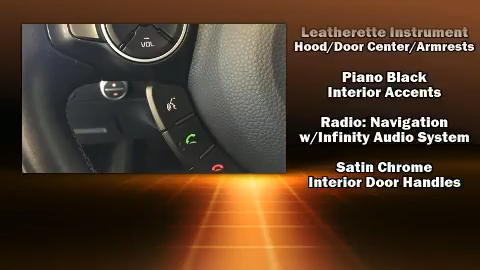 VOL
Leatherette Instrument
Hood/Door Center/Armrests
Piano Black
Interior Accents
Radio: Navigation
w/Infinity Audio System
Satin Chrome
Interior Door Handles